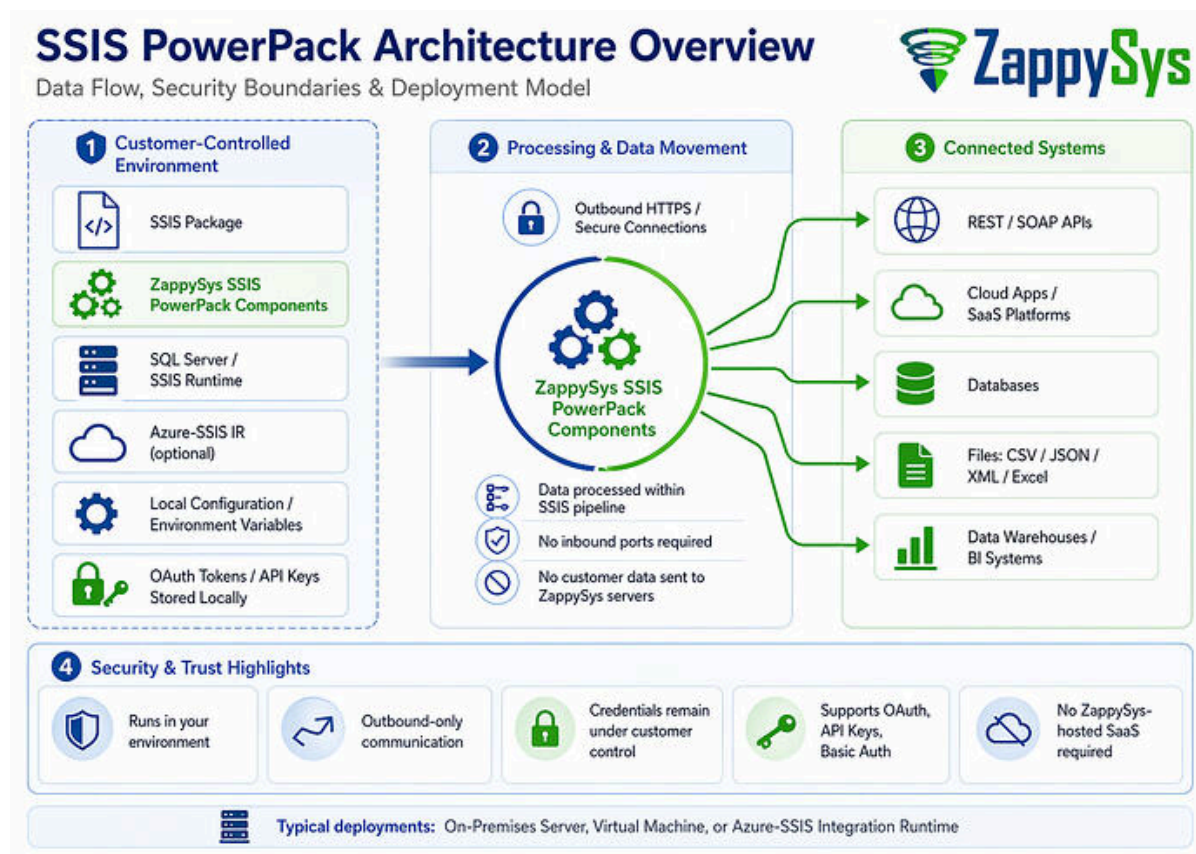 SSIS PowerPack Architecture Overview
Data Flow, Security Boundaries & Deployment Model
ZappySys
1 Customer-Controlled
Environment
</>
SSIS Package
ZappySys SSIS
PowerPack Components
SQL Server /
SSIS Runtime
Azure-SSIS IR
(optional)
Local Configuration /
Environment Variables
OAuth Tokens / API Keys
Stored Locally
2 Processing & Data Movement
Outbound HTTPS /
Secure Connections
ZappySys SSIS
PowerPack
Components
Data processed within
SSIS pipeline
No inbound ports required
No customer data sent to
ZappySys servers
3 Connected Systems
REST / SOAP APIs
Cloud Apps /
SaaS Platforms
Databases
Files: CSV / JSON /
XML / Excel
Data Warehouses /
BI Systems
4 Security & Trust Highlights
Runs in your
environment
Outbound-only
communication
Credentials remain
under customer
control
Supports OAuth,
API Keys,
Basic Auth
No ZappySys-
hosted SaaS
required
Typical deployments: On-Premises Server, Virtual Machine, or Azure-SSIS Integration Runtime